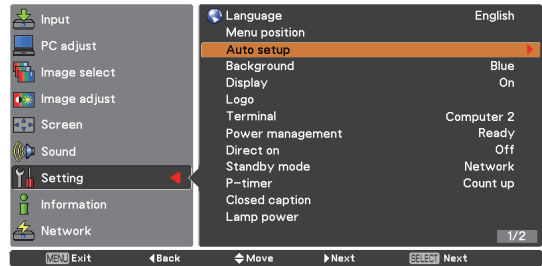 Input
PC adjust
Image select
Image adjust
Screen
Sound
Setting
Information
Network
Language English
Menu position
Auto setup
Background Blue
Display On
Logo
Terminal Computer 2
Power management Ready
Direct on Off
Standby mode Network
P-timer Count up
Closed caption
Lamp power
1/2
MENU Exit Back Move Next SELECT Next